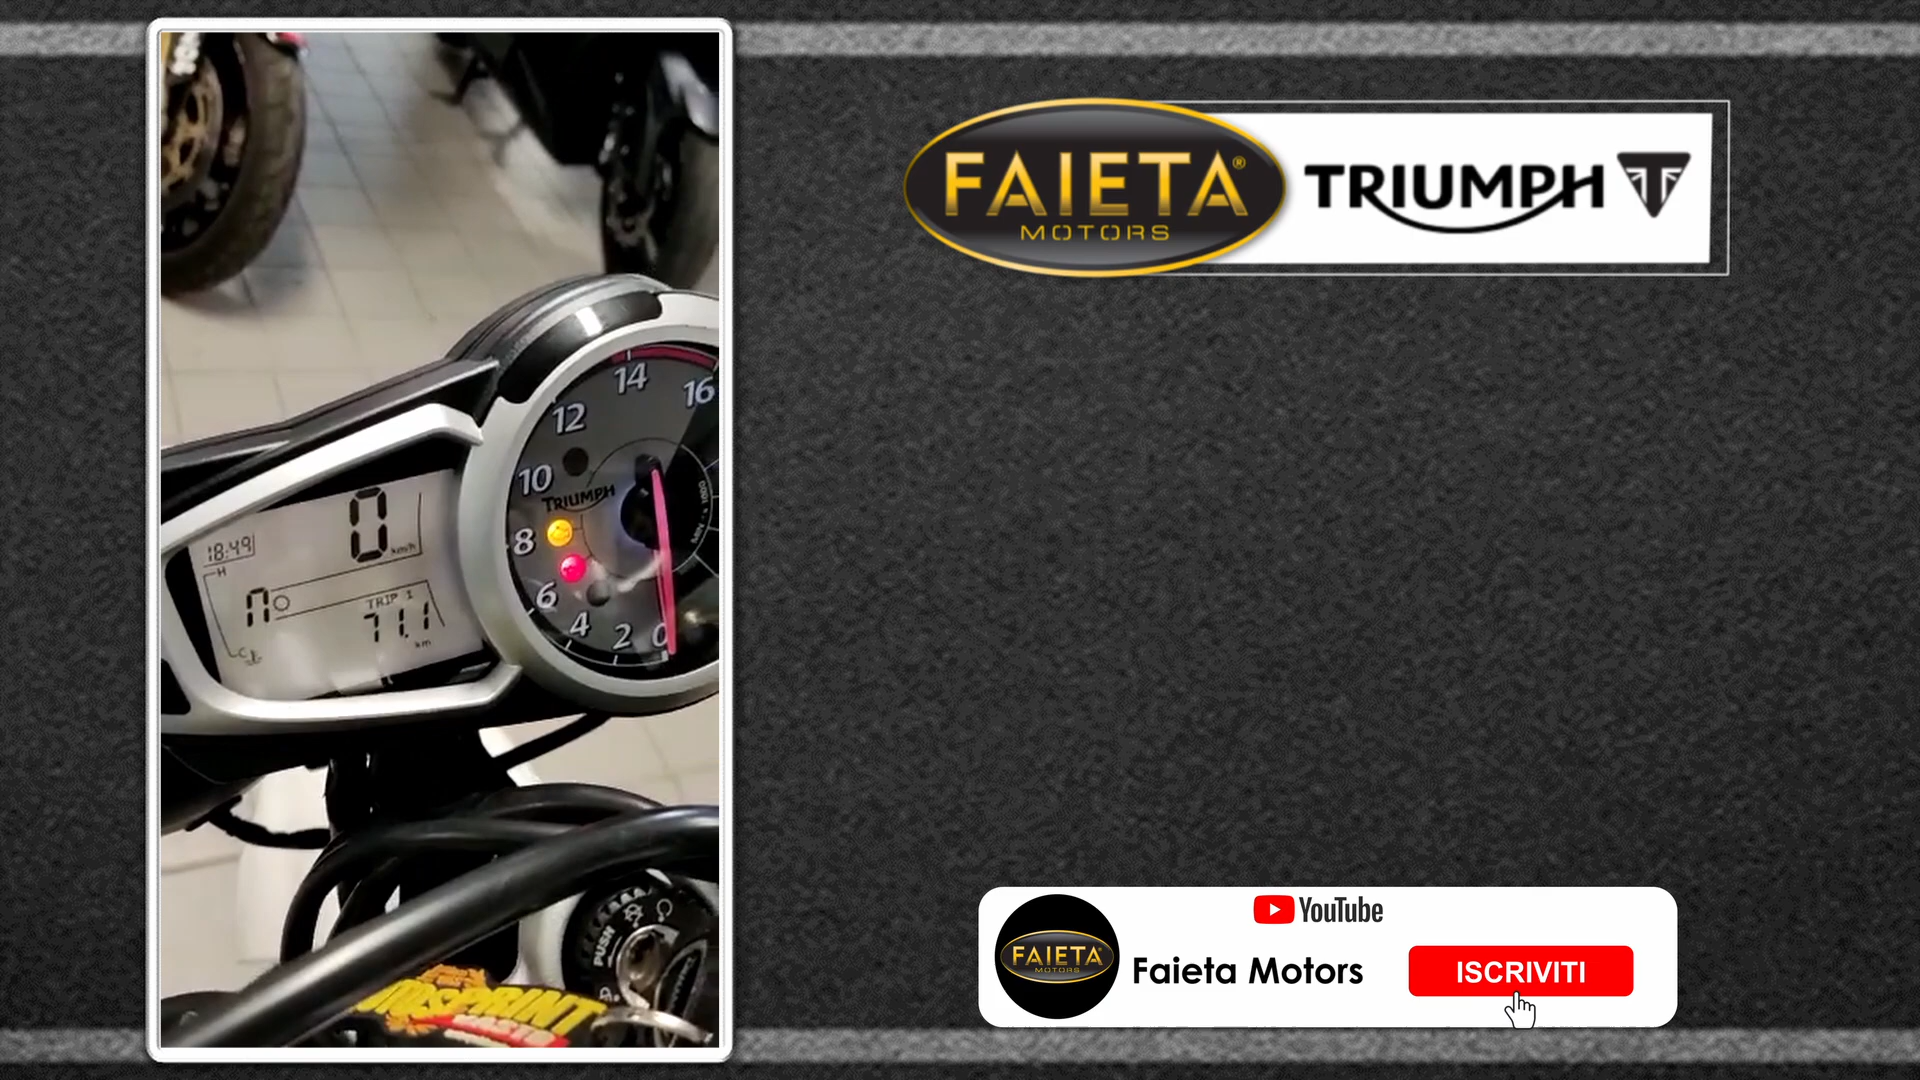 FAIETA®
MOTORS
TRIUMPH
14
16
12
10
TRIUMPH
8
6
4
2
0
0
km/h
18:49
H
TRIP 1
71.1
km
C
PUSH
YouTube
FAIETA
MOTORS
Faieta Motors
ISCRIVITI